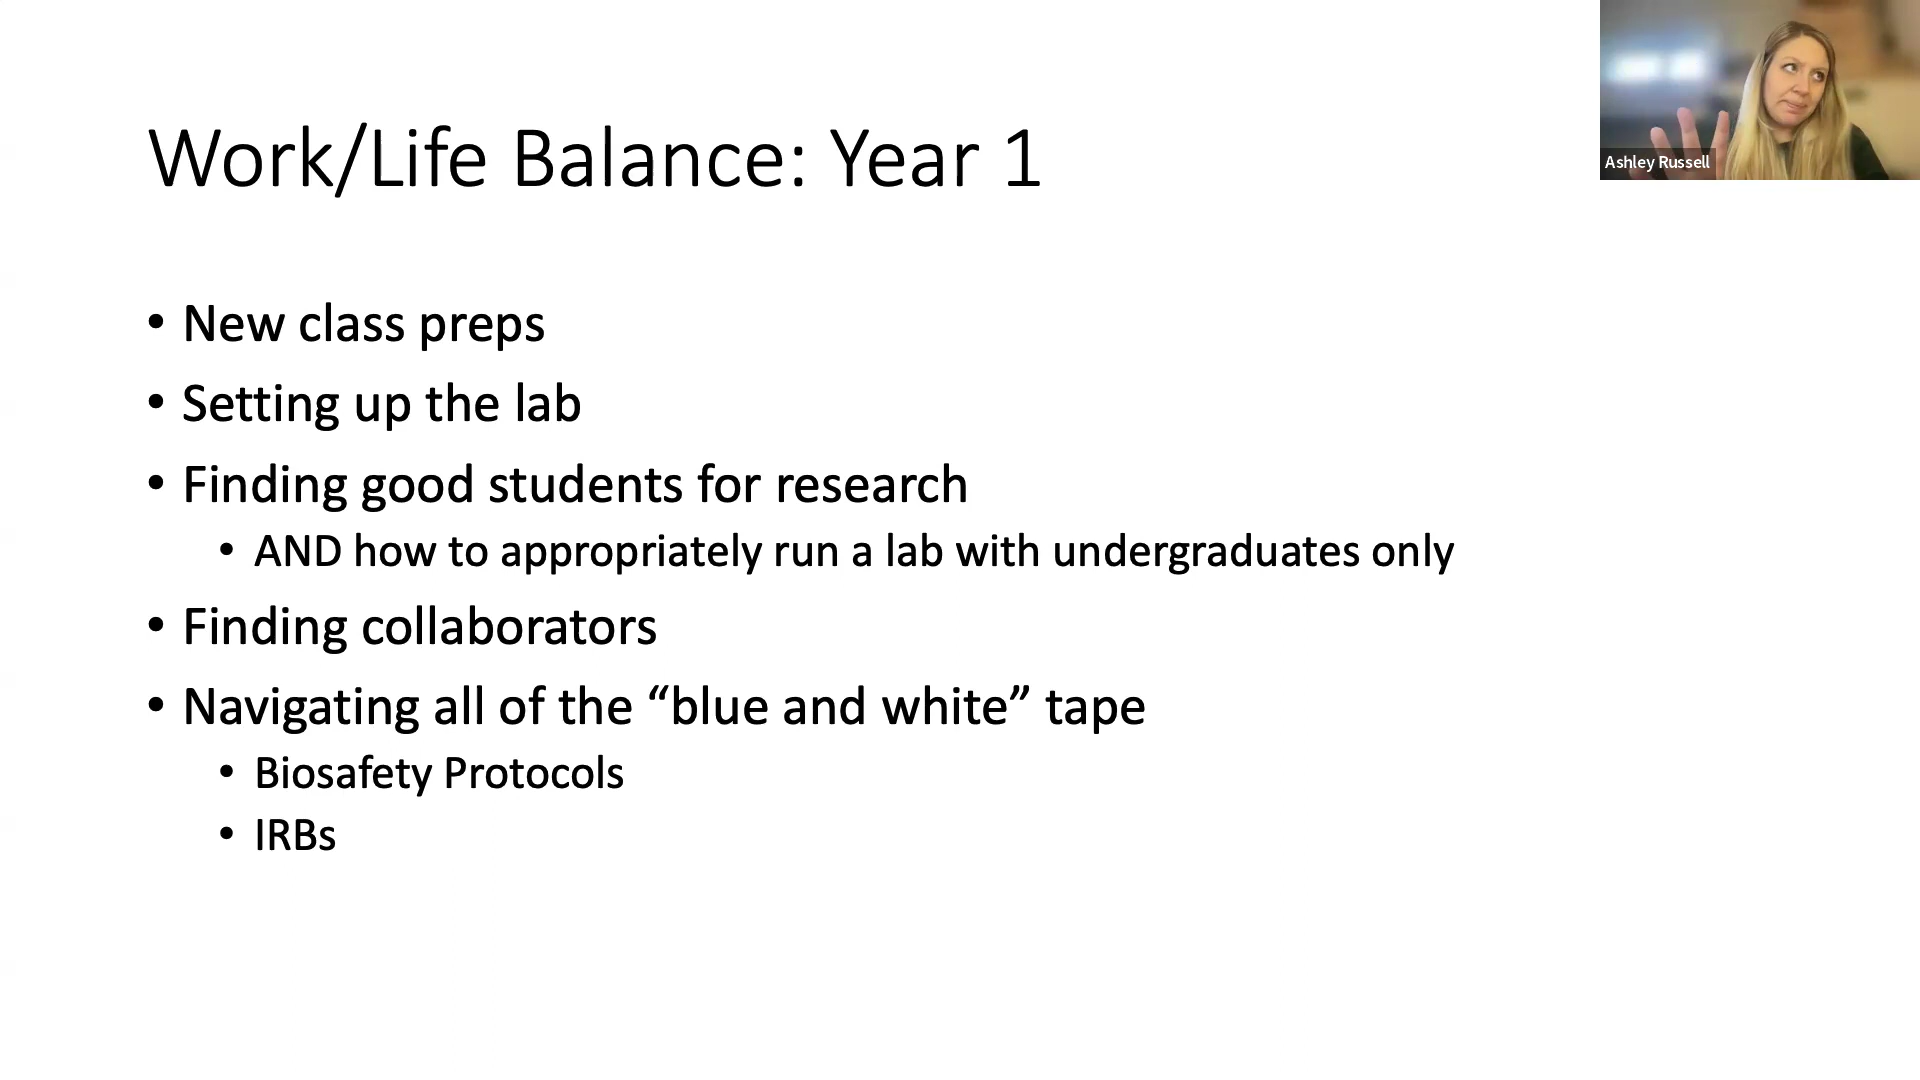 Work/Life Balance: Year 1
Ashley Russell
• New class preps
• Setting up the lab
• Finding good students for research
• AND how to appropriately run a lab with undergraduates only
• Finding collaborators
• Navigating all of the “blue and white” tape
• Biosafety Protocols
• IRBs